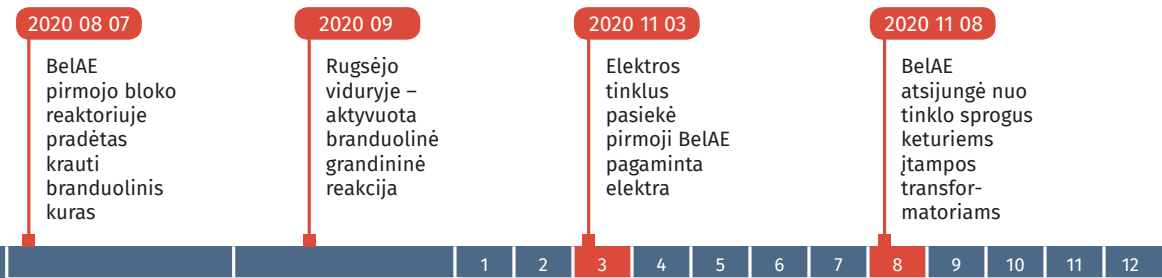 2020 08 07
BelAE
pirmojo bloko
reaktoriuje
pradėtas
krauti
branduolinis
kuras
2020 09
Rugsėjo
viduryje –
aktyvuota
branduolinė
grandininė
reakcija
2020 11 03
Elektros
tinklus
pasiekė
pirmoji BelAE
pagaminta
elektra
2020 11 08
BelAE
atsijungė nuo
tinklo sprogus
keturiems
įtampos
transfor-
matoriams
1 2 3 4 5 6 7 8 9 10 11 12